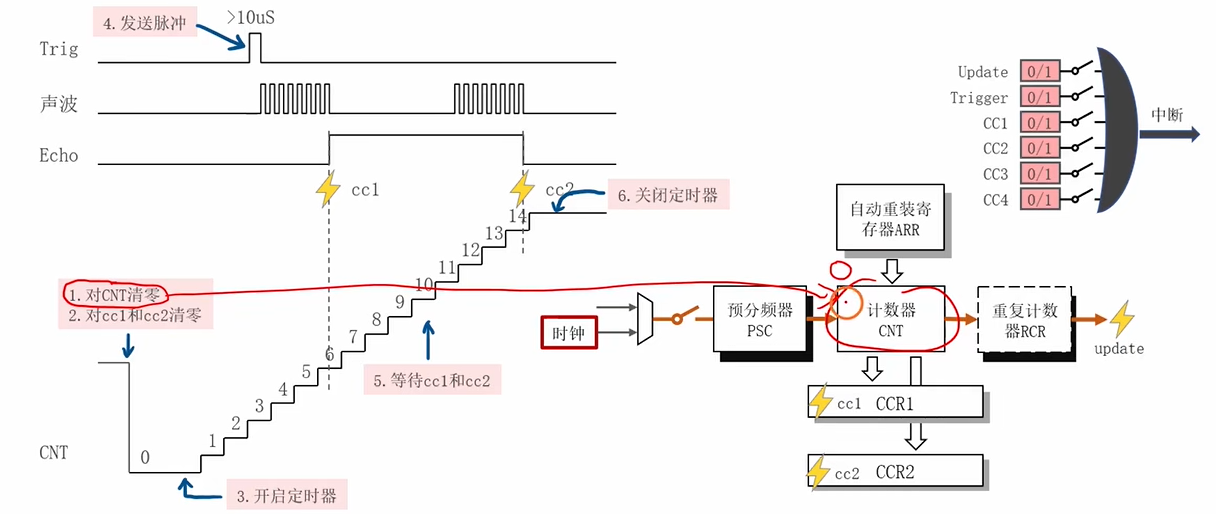 4.发送脉冲
>10uS
Trig
声波
Echo
cc1
cc2
6.关闭定时器
1.对CNT清零
2.对cc1和cc2清零
14
13
12
11
10
9
8
7
6
5
4
3
2
1
0
5.等待cc1和cc2
CNT
3.开启定时器
Update 0/1
Trigger 0/1
CC1 0/1
CC2 0/1
CC3 0/1
CC4 0/1
中断
自动重装寄
存器ARR
时钟
预分频器
PSC
计数器
CNT
重复计数
器RCR
update
cc1 CCR1
cc2 CCR2